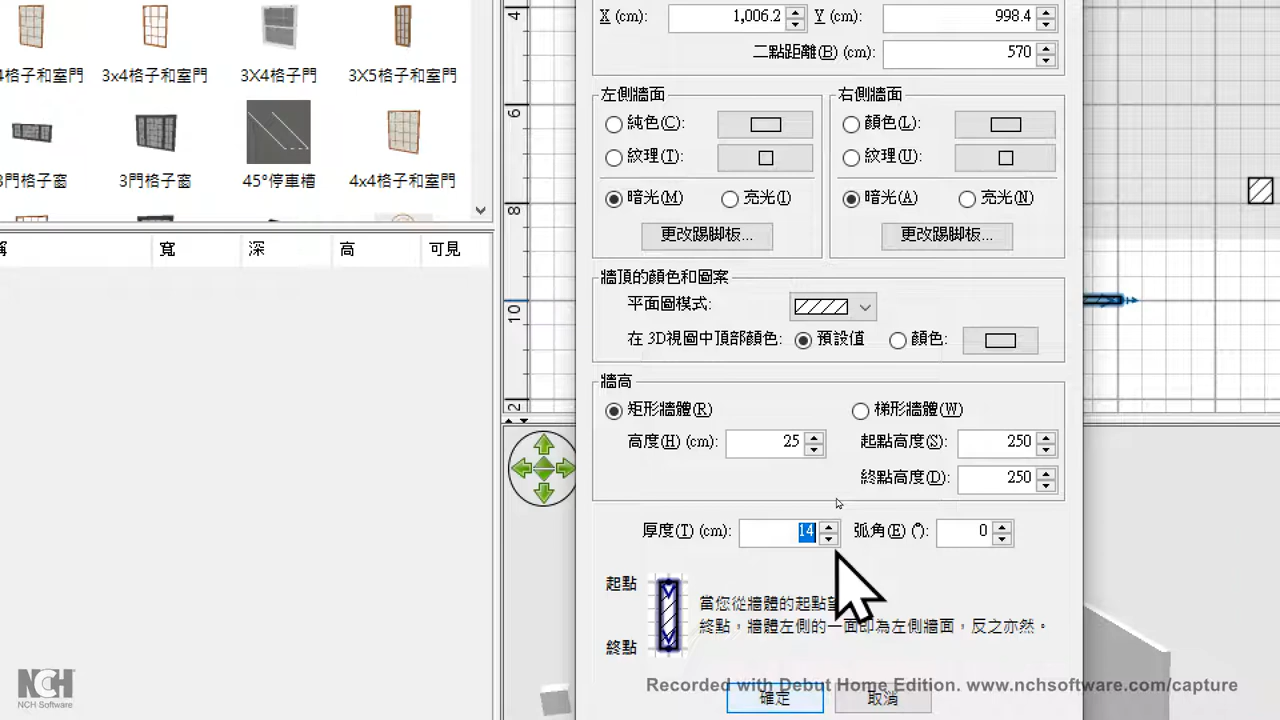 4格子和室門 3x4格子和室門 3X4格子門 3X5格子和室門
3門格子窗 3門格子窗 45°停車槽 4x4格子和室門
寬 深 高 可見
4
6
8
10
2
X (cm): 1,006.2 Y (cm): 998.4
二點距離(B) (cm): 570
左側牆面 右側牆面
純色(C): 顏色(L):
紋理(T): 紋理(U):
暗光(M) 亮光(I) 暗光(A) 亮光(N)
更改踢腳板... 更改踢腳板...
牆頂的顏色和圖案
平面圖模式:
在 3D視圖中頂部顏色: 預設值 顏色:
牆高
矩形牆體(R) 梯形牆體(W)
高度(H) (cm): 25 起點高度(S): 250
終點高度(D): 250
厚度(T) (cm): 14 弧角(E) (°): 0
起點
當您從牆體的起點
終點，牆體左側的一面即為左側牆面，反之亦然。
終點
確定 取消
NCH
NCH Software
Recorded with Debut Home Edition. www.nchsoftware.com/capture